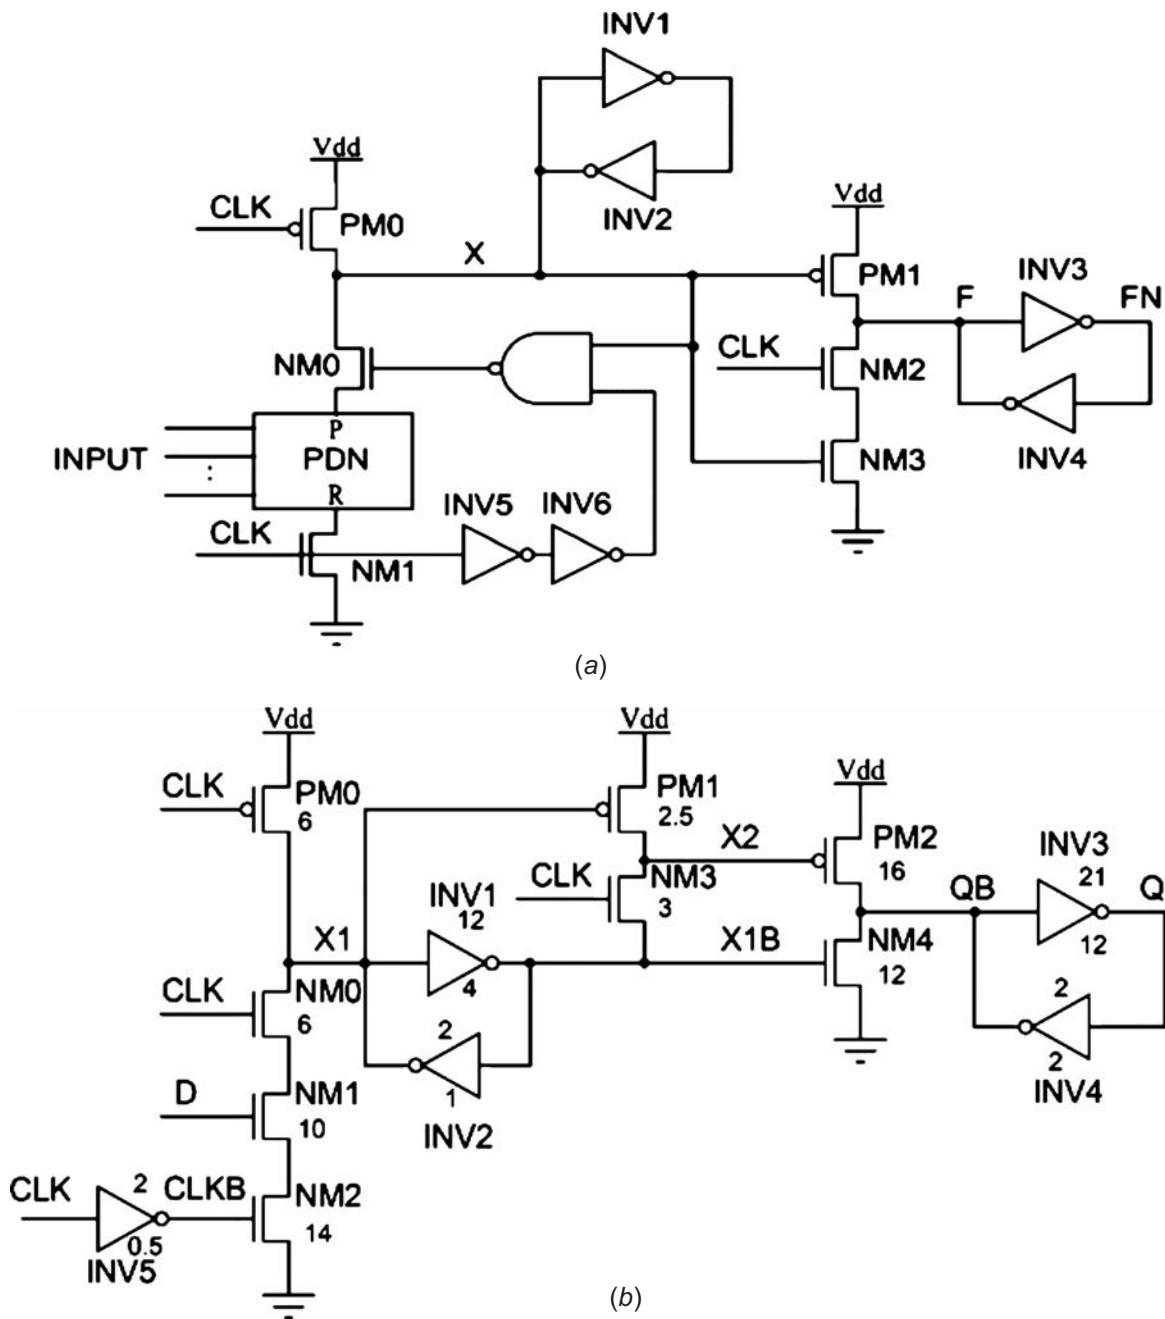 INV1
Vdd
CLK
PM0
INV2
Vdd
X
PM1
INV3
F
FN
NM0
CLK
NM2
P
INPUT
:
PDN
R
NM3
INV4
INV5
INV6
CLK
NM1
(a)
Vdd
Vdd
CLK
PM0
6
PM1
2.5
Vdd
X2
PM2
16
INV3
21
INV1
12
CLK
NM3
3
QB
Q
X1
X1B
NM4
12
12
CLK
NM0
6
4
2
2
D
NM1
10
1
INV2
2
INV4
CLK
2
CLKB
NM2
14
0.5
INV5
(b)